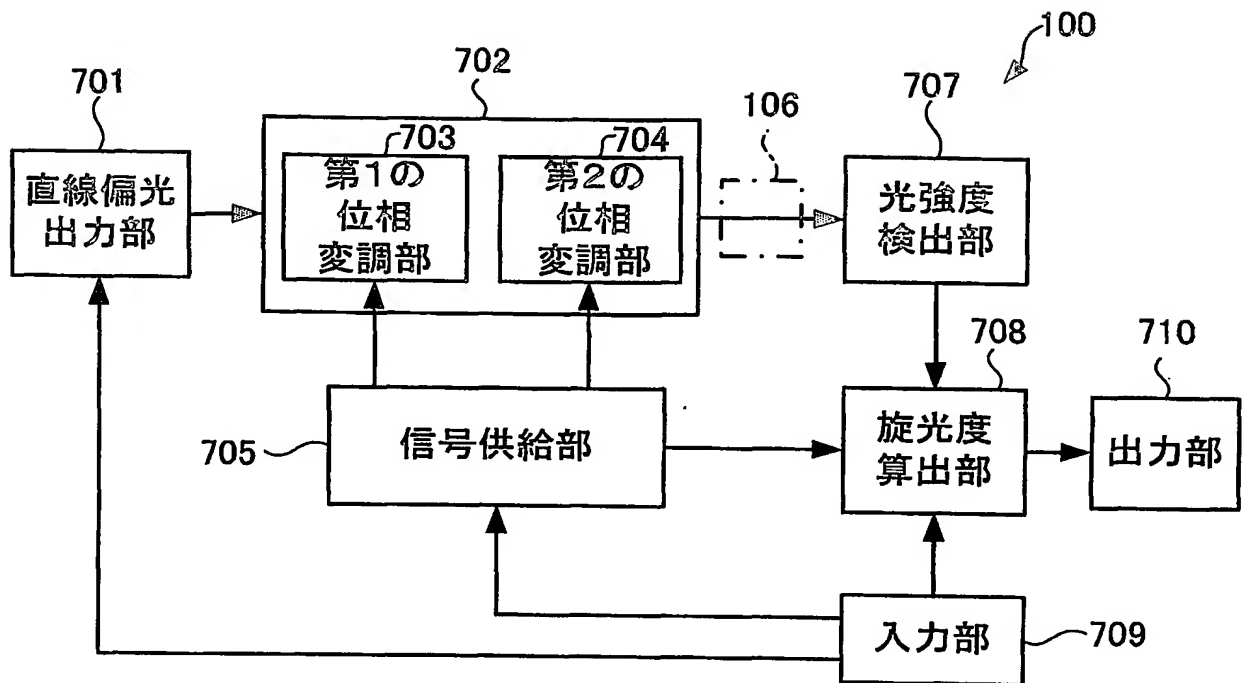 100
701
702
703
704
106
707
直線偏光
出力部
第1の
位相
変調部
第2の
位相
変調部
光強度
検出部
705
信号供給部
708
旋光度
算出部
710
出力部
入力部
709